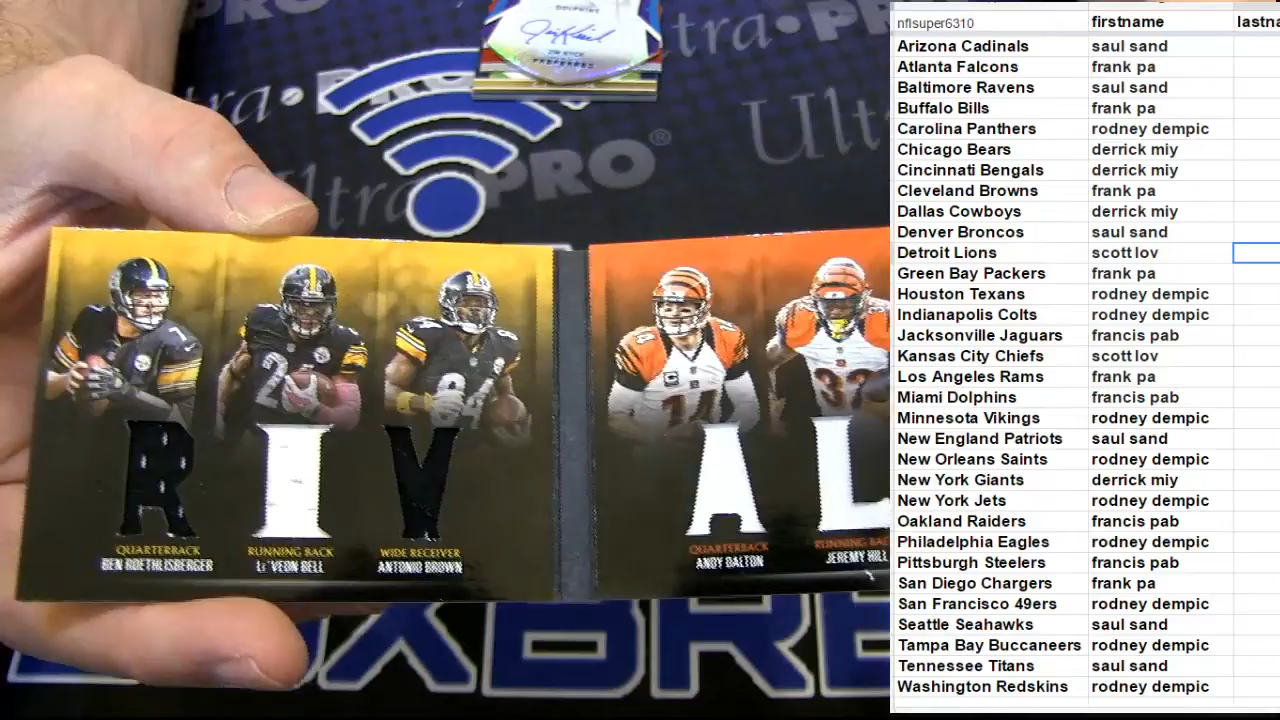 DOLPHINS
JIM KIICK
PREFERRED
Ultra PRO®
RIV
AL
QUARTERBACK
BEN ROETHLISBERGER
RUNNING BACK
LE'VEON BELL
WIDE RECEIVER
ANTONIO BROWN
QUARTERBACK
ANDY DALTON
RUNNING BAC
JEREMY HILL
nflsuper6310 firstname lastna
Arizona Cadinals saul sand
Atlanta Falcons frank pa
Baltimore Ravens saul sand
Buffalo Bills frank pa
Carolina Panthers rodney dempic
Chicago Bears derrick miy
Cincinnati Bengals derrick miy
Cleveland Browns frank pa
Dallas Cowboys derrick miy
Denver Broncos saul sand
Detroit Lions scott lov
Green Bay Packers frank pa
Houston Texans rodney dempic
Indianapolis Colts rodney dempic
Jacksonville Jaguars francis pab
Kansas City Chiefs scott lov
Los Angeles Rams frank pa
Miami Dolphins francis pab
Minnesota Vikings rodney dempic
New England Patriots saul sand
New Orleans Saints rodney dempic
New York Giants derrick miy
New York Jets rodney dempic
Oakland Raiders francis pab
Philadelphia Eagles rodney dempic
Pittsburgh Steelers francis pab
San Diego Chargers frank pa
San Francisco 49ers rodney dempic
Seattle Seahawks saul sand
Tampa Bay Buccaneers rodney dempic
Tennessee Titans saul sand
Washington Redskins rodney dempic